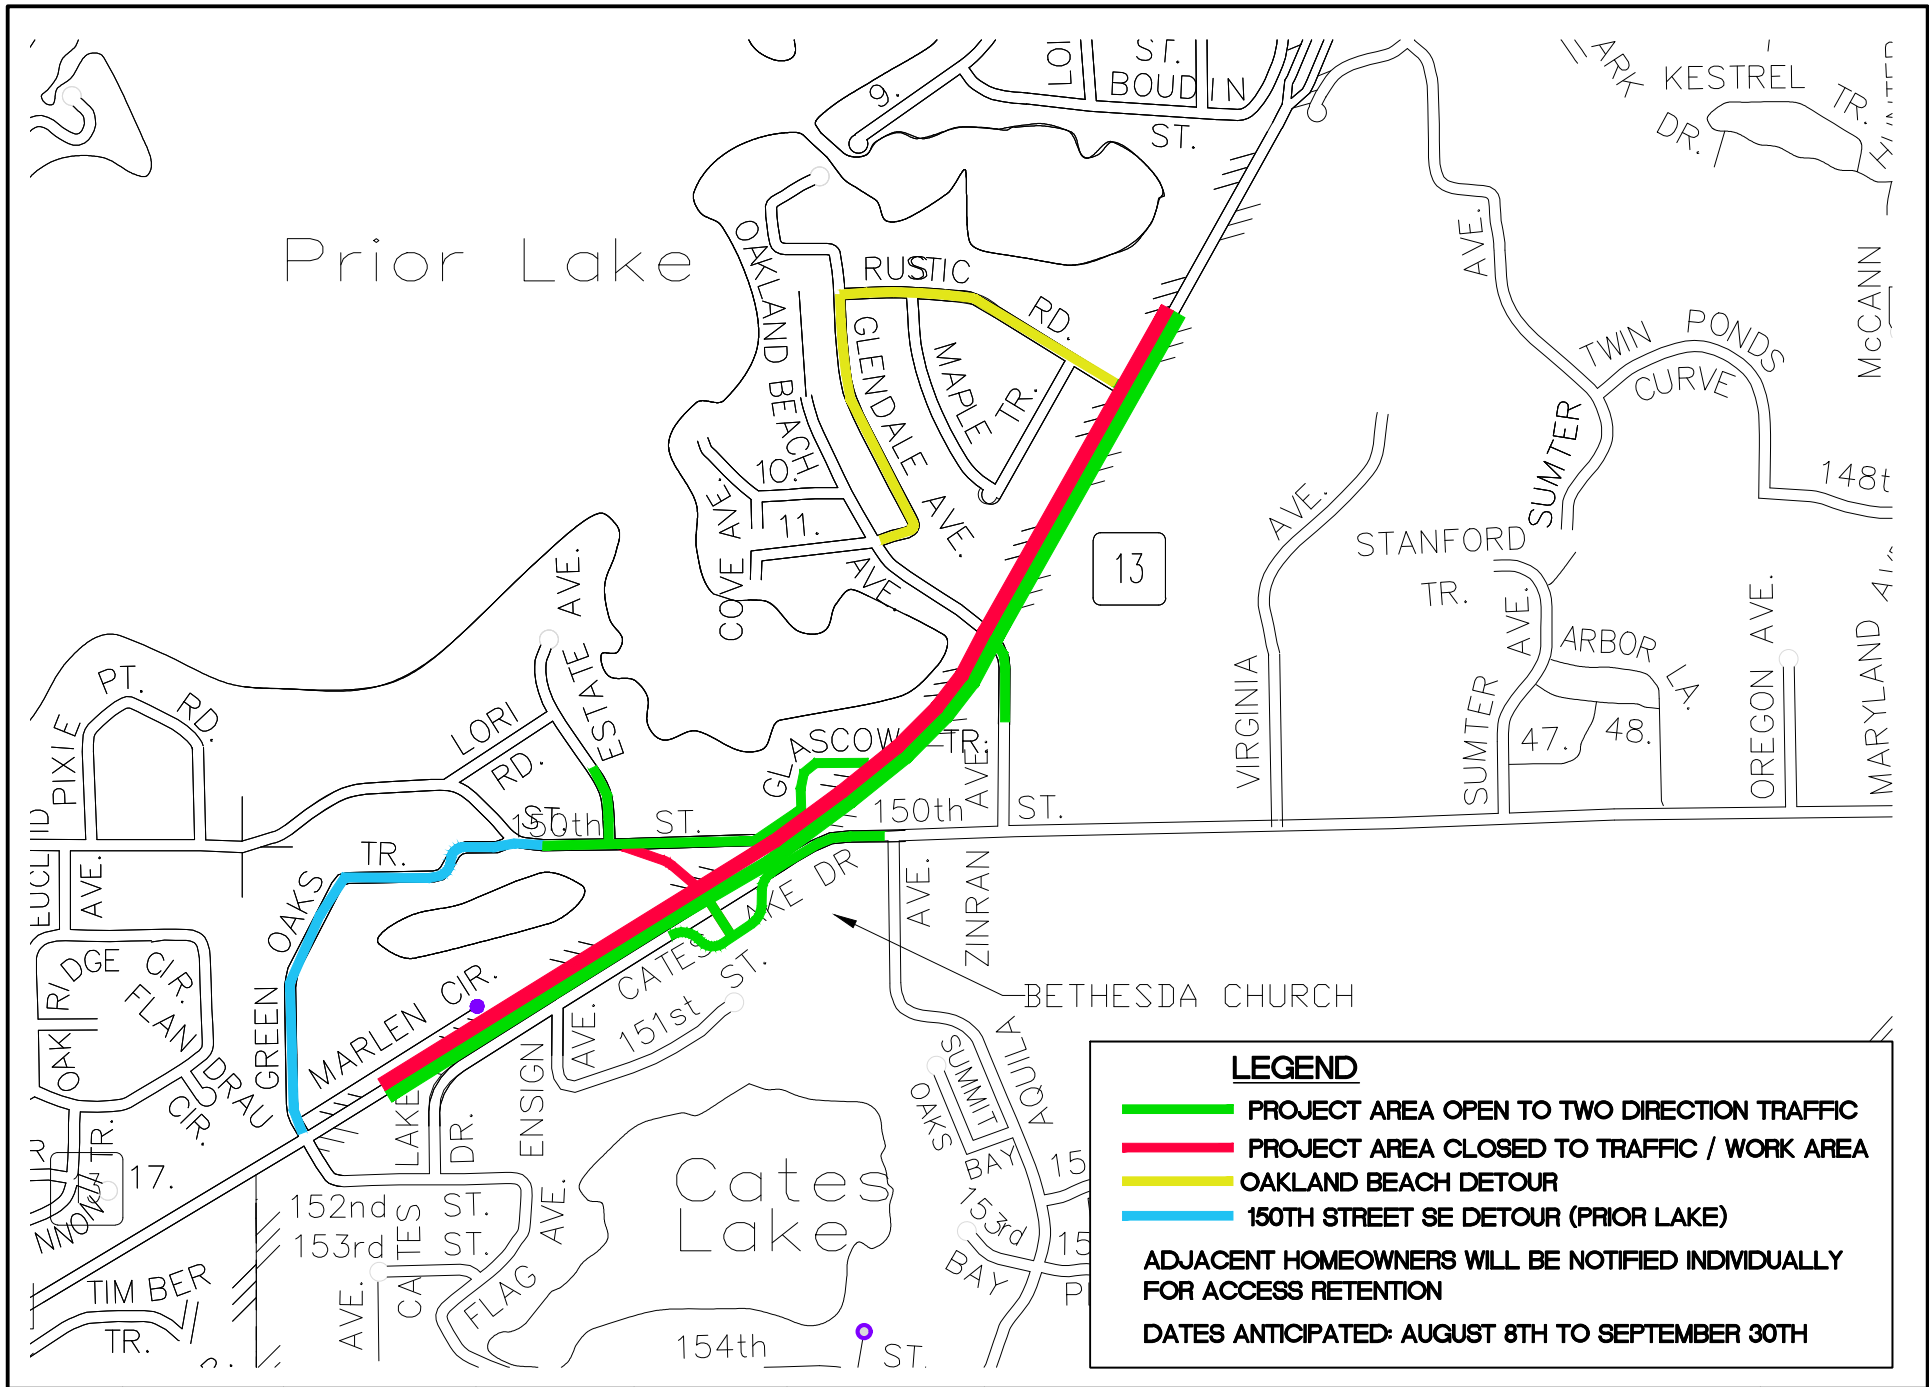 ST.
BOUDIN
ST.
9.
KESTREL TR.
DR.
Prior Lake
OAKLAND BEACH
AVE.
RUSTIC
RD.
GLENDALE AVE.
MAPLE
TR.
AVE.
TWIN PONDS
CURVE
McCANN
SUMTER
148t
10.
11.
COVE AVE.
13
AVE.
STANFORD
TR.
VIRGINIA
AVE.
SUMTER
ARBOR LA.
47.
48.
OREGON AVE.
MARYLAND
PIXIE
PT. RD.
LORI
RD.
ESTATE AVE.
GLASCOW TR.
150th
ST.
ST.
150th
ST.
AVE.
ZINRAN
AVE.
EUCLID
AVE.
TR.
OAKS
GREEN
CATES LAKE DR
151st ST.
MARLEN CIR.
BETHESDA CHURCH
OAK
RIDGE
CIR.
FLANDRAU
CIR.
TR.
17.
LAKE
DR.
ENSIGN
AVE.
AVE.
152nd ST.
153rd ST.
CATES
AVE.
FLAG
TIMBER
TR.
Cates
Lake
154th
ST.
SUMMIT
OAKS
BAY
AQUILA
153rd
BAY
15
15
LEGEND
PROJECT AREA OPEN TO TWO DIRECTION TRAFFIC
PROJECT AREA CLOSED TO TRAFFIC / WORK AREA
OAKLAND BEACH DETOUR
150TH STREET SE DETOUR (PRIOR LAKE)
ADJACENT HOMEOWNERS WILL BE NOTIFIED INDIVIDUALLY
FOR ACCESS RETENTION
DATES ANTICIPATED: AUGUST 8TH TO SEPTEMBER 30TH